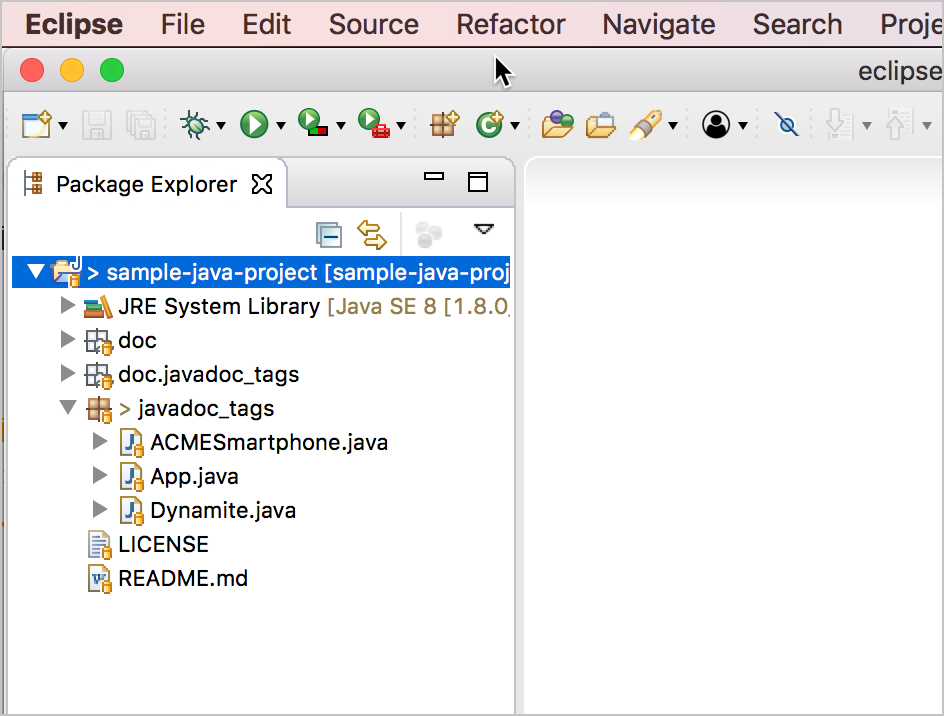 Eclipse File Edit Source Refactor Navigate Search Proje
eclipse
Package Explorer
> sample-java-project [sample-java-proj
JRE System Library [Java SE 8 [1.8.0
doc
doc.javadoc_tags
> javadoc_tags
ACMESmartphone.java
App.java
Dynamite.java
LICENSE
README.md